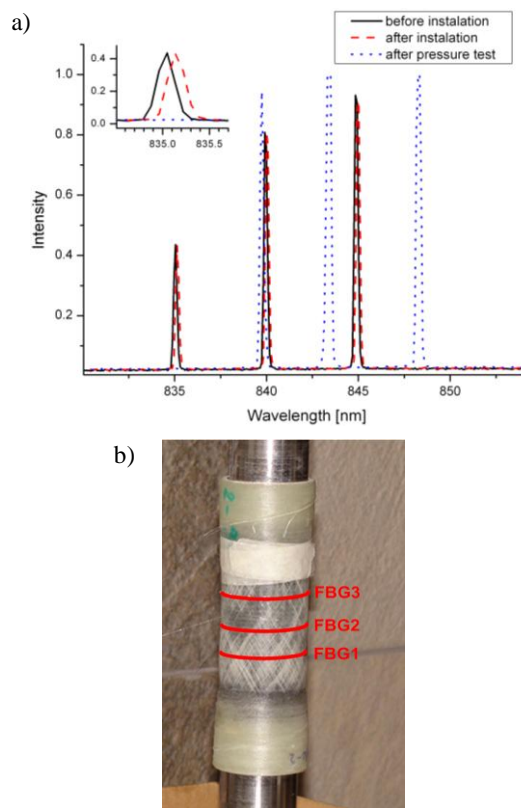 a)
before instalation
after instalation
after pressure test
1.0
0.8
0.6
0.4
0.2
Intensity
0.4
0.2
0.0
835.0 835.5
835 840 845 850
Wavelength [nm]
b)
FBG3
FBG2
FBG1